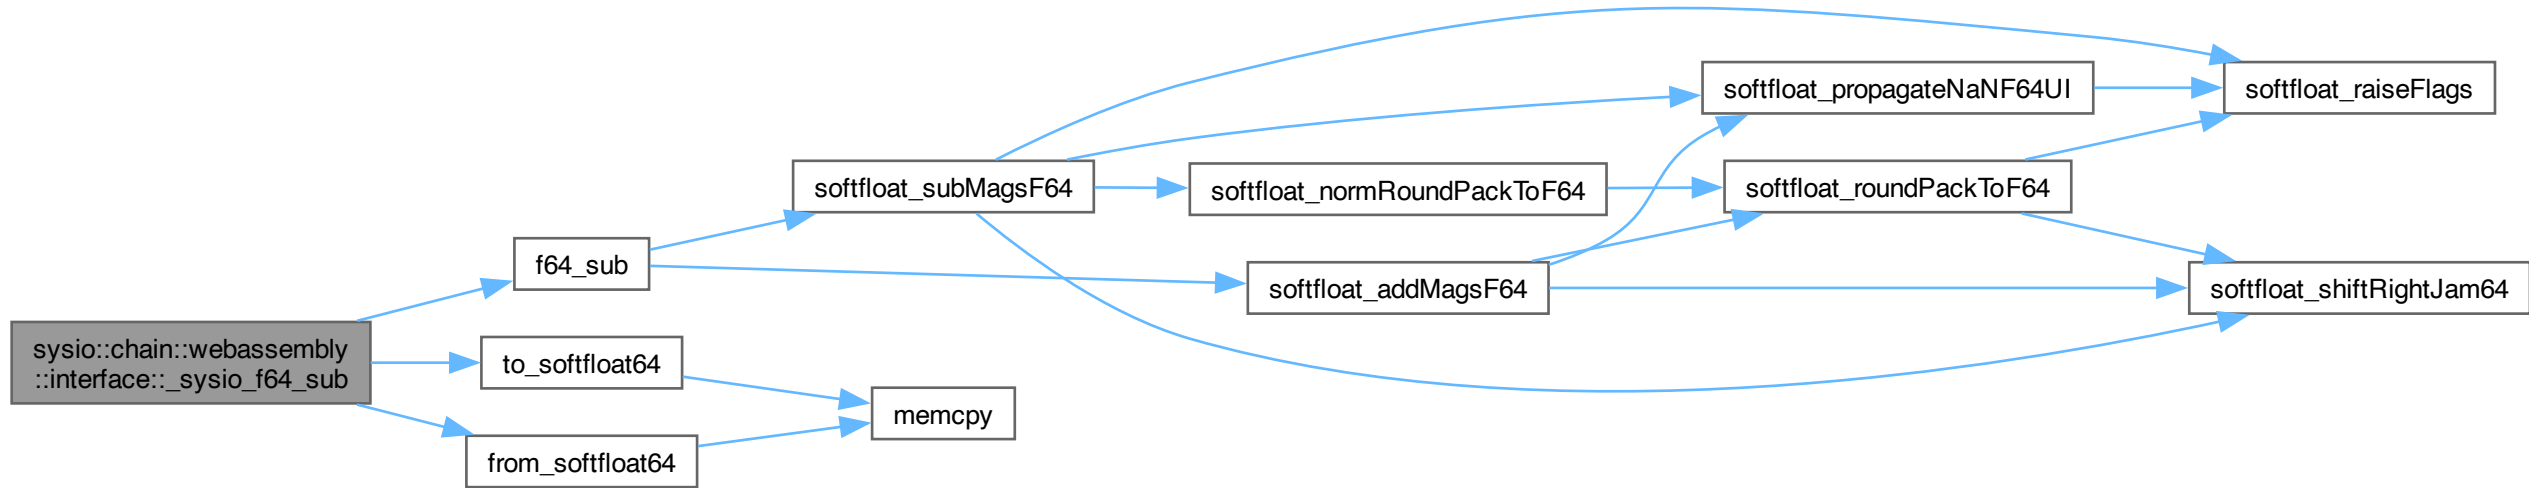 sysio::chain::webassembly
::interface::_sysio_f64_sub
f64_sub
to_softfloat64
from_softfloat64
memcpy
softfloat_subMagsF64
softfloat_normRoundPackToF64
softfloat_addMagsF64
softfloat_propagateNaNF64UI
softfloat_roundPackToF64
softfloat_raiseFlags
softfloat_shiftRightJam64